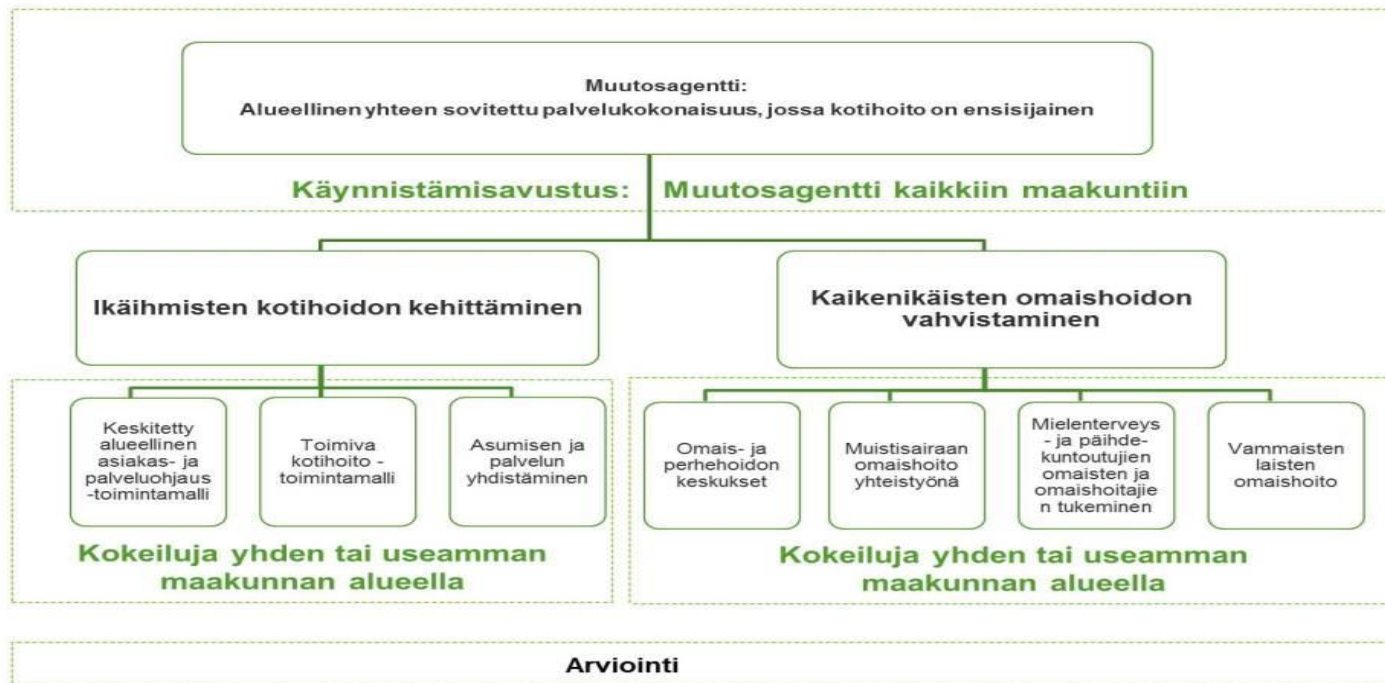 Muutosagentti:
Alueellinen yhteen sovitettu palvelukokonaisuus, jossa kotihoito on ensisijainen
Käynnistämisavustus: Muutosagentti kaikkiin maakuntiin
Ikäihmisten kotihoidon kehittäminen
Kaikenikäisten omaishoidon
vahvistaminen
Keskitetty
alueellinen
asiakas- ja
palveluohjaus
-toimintamalli
Toimiva
kotihoito -
toimintamalli
Asumisen ja
palvelun
yhdistäminen
Omais- ja
perhehoidon
keskukset
Muistisairaan
omaishoito
yhteistyönä
Mielenterveys
- ja päihde-
kuntoutujien
omaisten ja
omaishoitajie
n tukeminen
Vammaisten
laisten
omaishoito
Kokeiluja yhden tai useamman
maakunnan alueella
Kokeiluja yhden tai useamman
maakunnan alueella
Arviointi